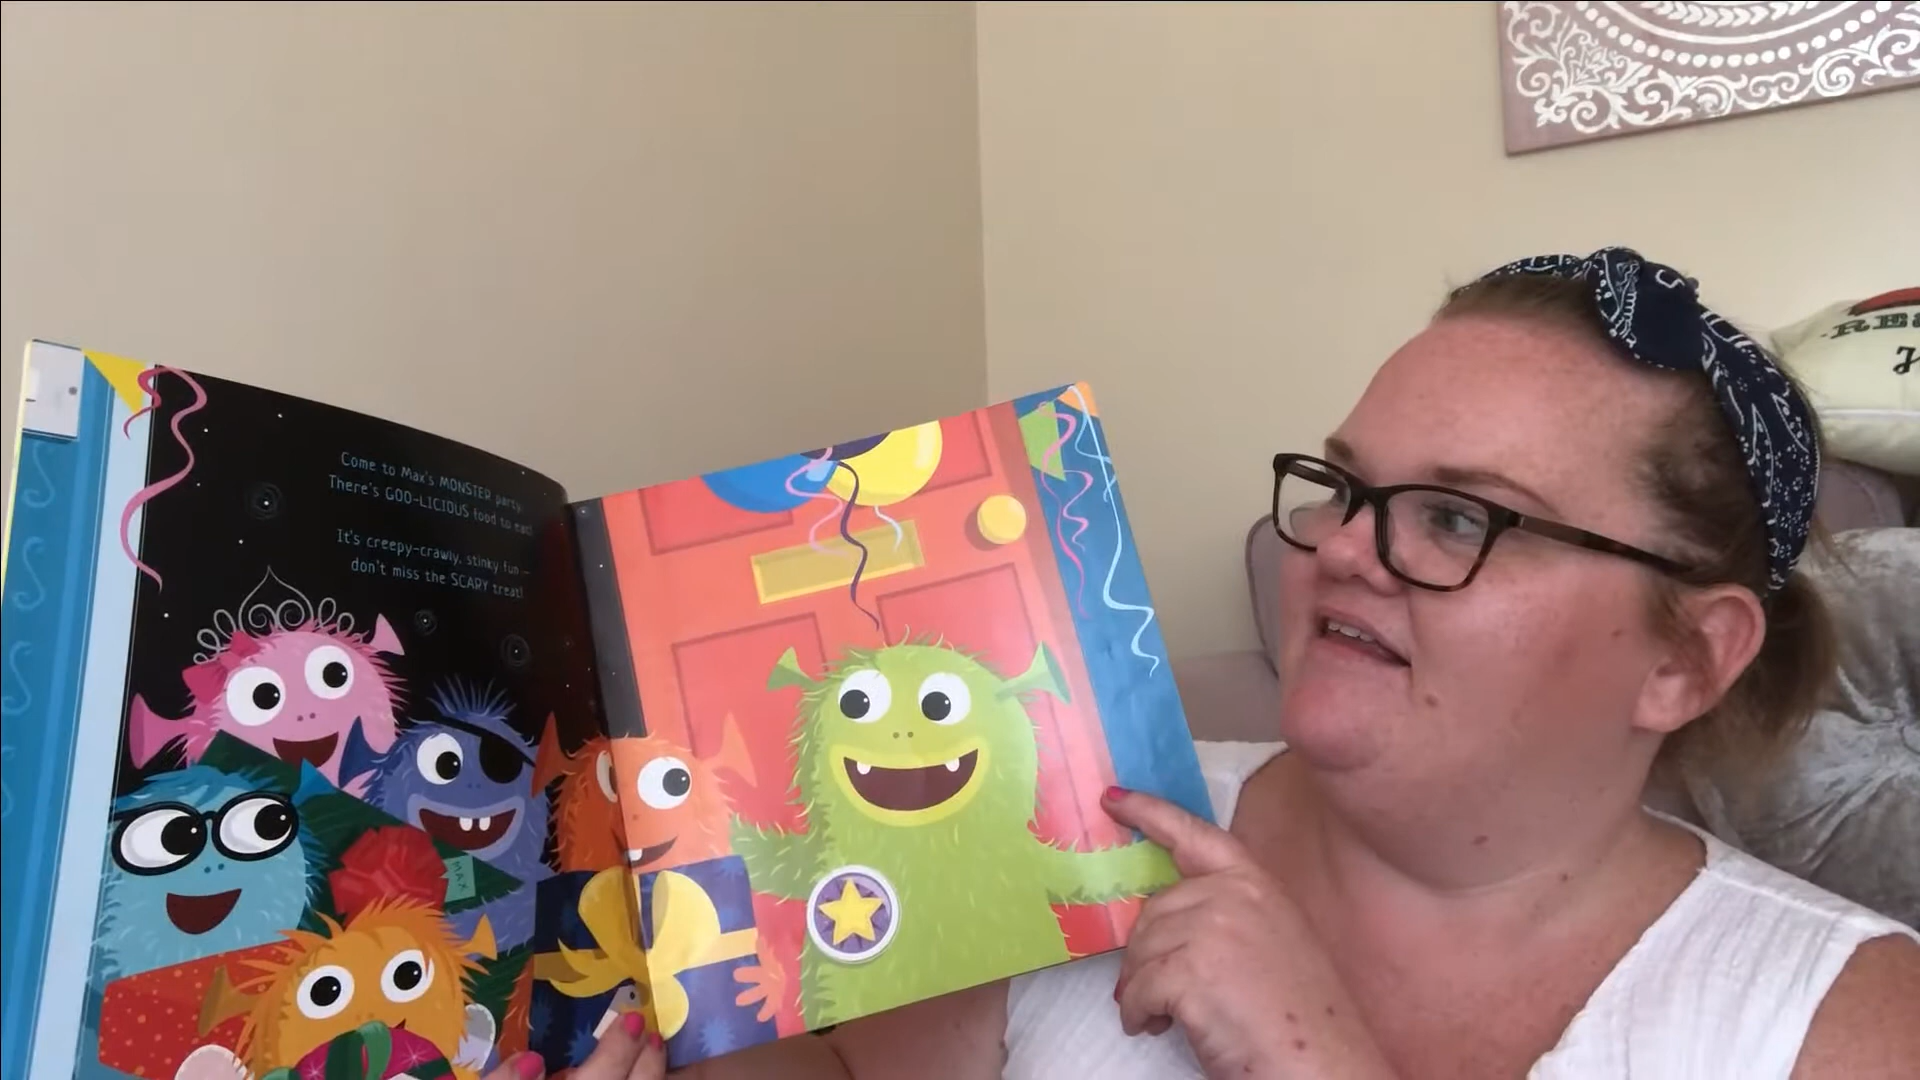 Come to Max's MONSTER party.
There's GOO-LICIOUS food to eat!
It's creepy-crawly, stinky fun –
don't miss the SCARY treat!
MAX